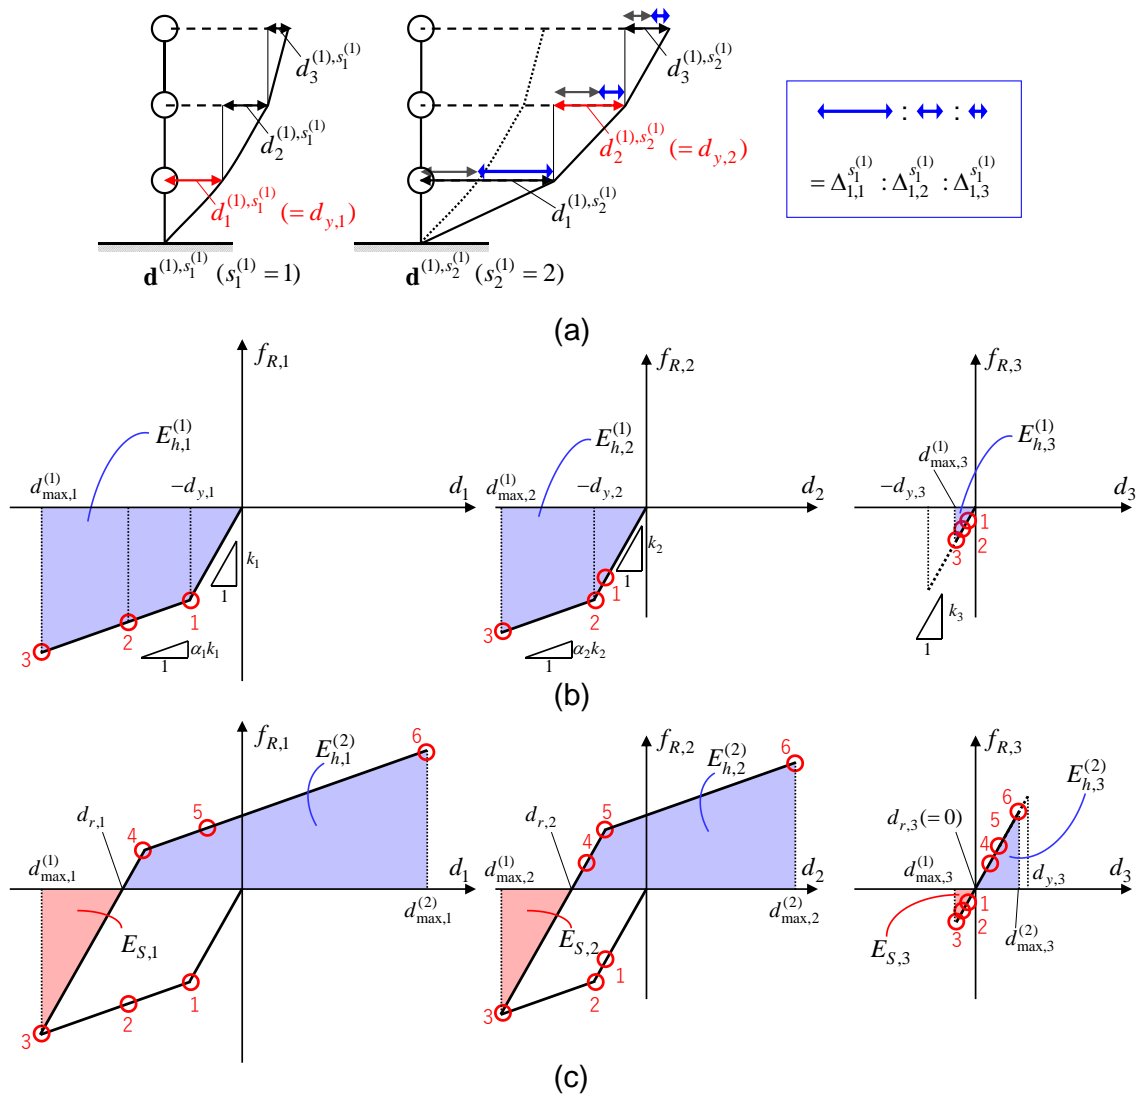 d_3^{(1),s_1^{(1)}}
d_2^{(1),s_1^{(1)}}
d_1^{(1),s_1^{(1)}} (= d_{y,1})
d^{(1),s_1^{(1)}} (s_1^{(1)} = 1)
d_3^{(1),s_2^{(1)}}
d_2^{(1),s_2^{(1)}} (= d_{y,2})
d_1^{(1),s_2^{(1)}}
d^{(1),s_2^{(1)}} (s_2^{(1)} = 2)
: :
= Δ_{1,1}^{s_1^{(1)}} : Δ_{1,2}^{s_1^{(1)}} : Δ_{1,3}^{s_1^{(1)}}
(a)
f_{R,1}
E_{h,1}^{(1)}
d_{max,1}^{(1)}
−d_{y,1}
d_1
k_1
1
1
2
3
α_1k_1
1
f_{R,2}
E_{h,2}^{(1)}
d_{max,2}^{(1)}
−d_{y,2}
d_2
k_2
1
1
2
3
α_2k_2
1
f_{R,3}
E_{h,3}^{(1)}
d_{max,3}^{(1)}
−d_{y,3}
d_3
1
2
3
k_3
1
(b)
f_{R,1}
E_{h,1}^{(2)}
6
5
4
d_{r,1}
d_{max,1}^{(1)}
d_1
d_{max,1}^{(2)}
E_{S,1}
1
2
3
f_{R,2}
E_{h,2}^{(2)}
6
5
4
d_{r,2}
d_{max,2}^{(1)}
d_2
d_{max,2}^{(2)}
E_{S,2}
1
2
3
f_{R,3}
E_{h,3}^{(2)}
6
5
4
d_{r,3}(= 0)
d_{max,3}^{(1)}
d_{y,3}
d_3
1
2
3
d_{max,3}^{(2)}
E_{S,3}
(c)